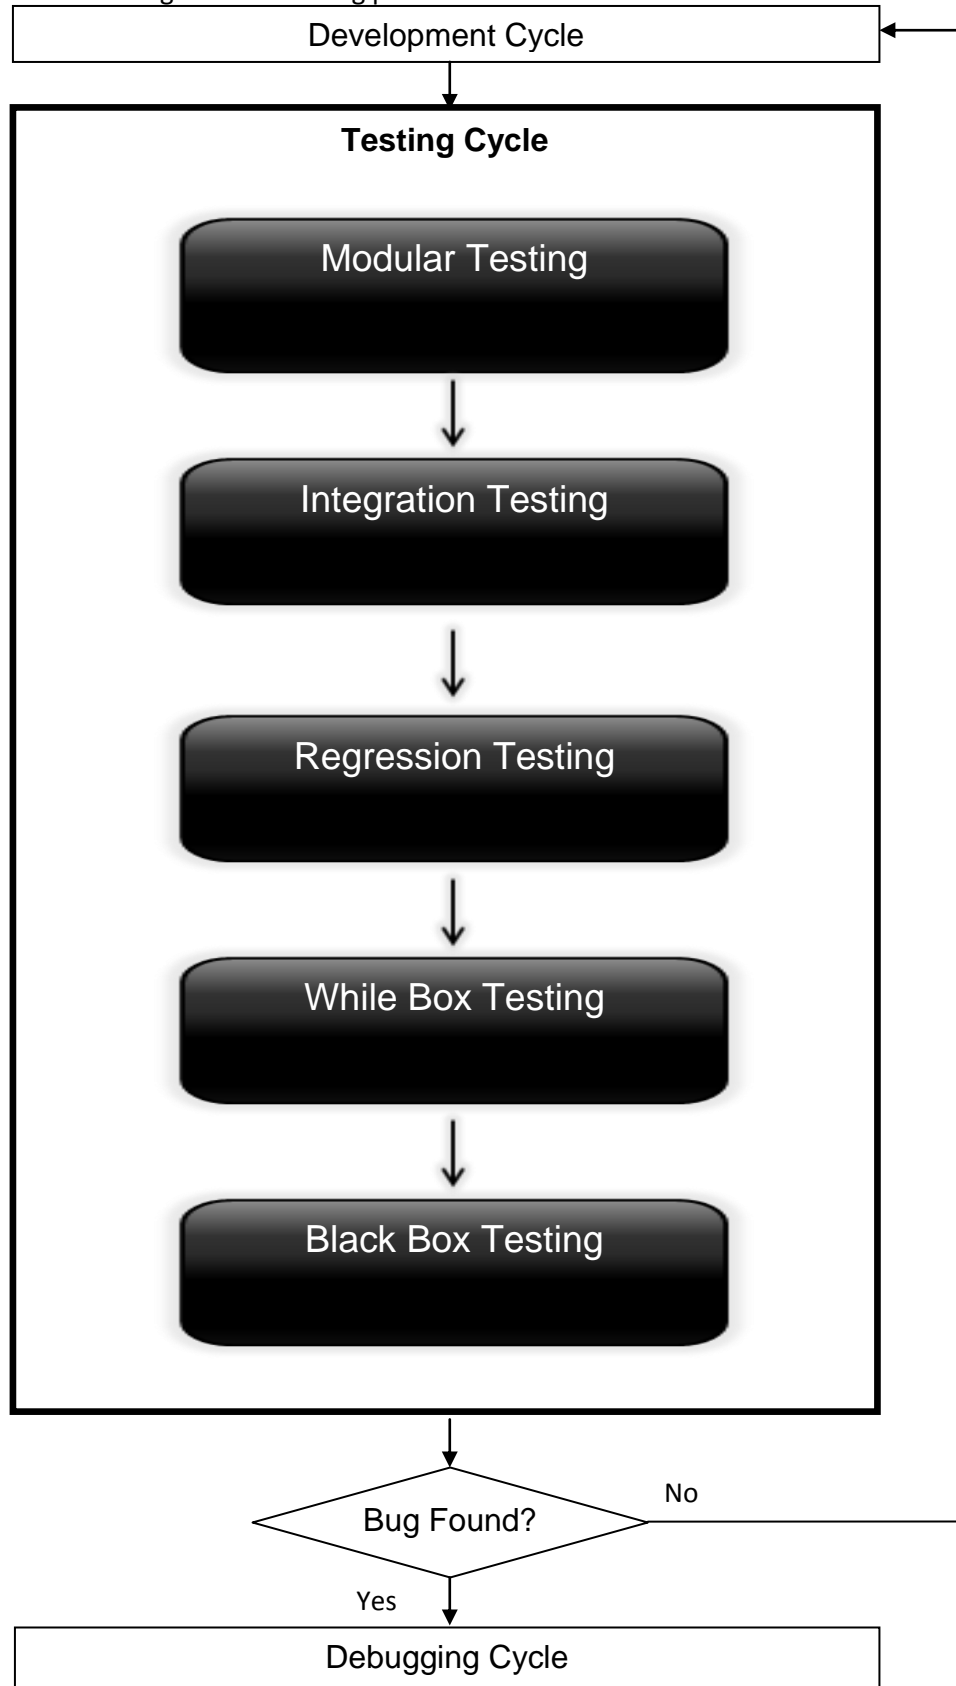 Development Cycle
Testing Cycle
Modular Testing
Integration Testing
Regression Testing
While Box Testing
Black Box Testing
Bug Found?
No
Yes
Debugging Cycle